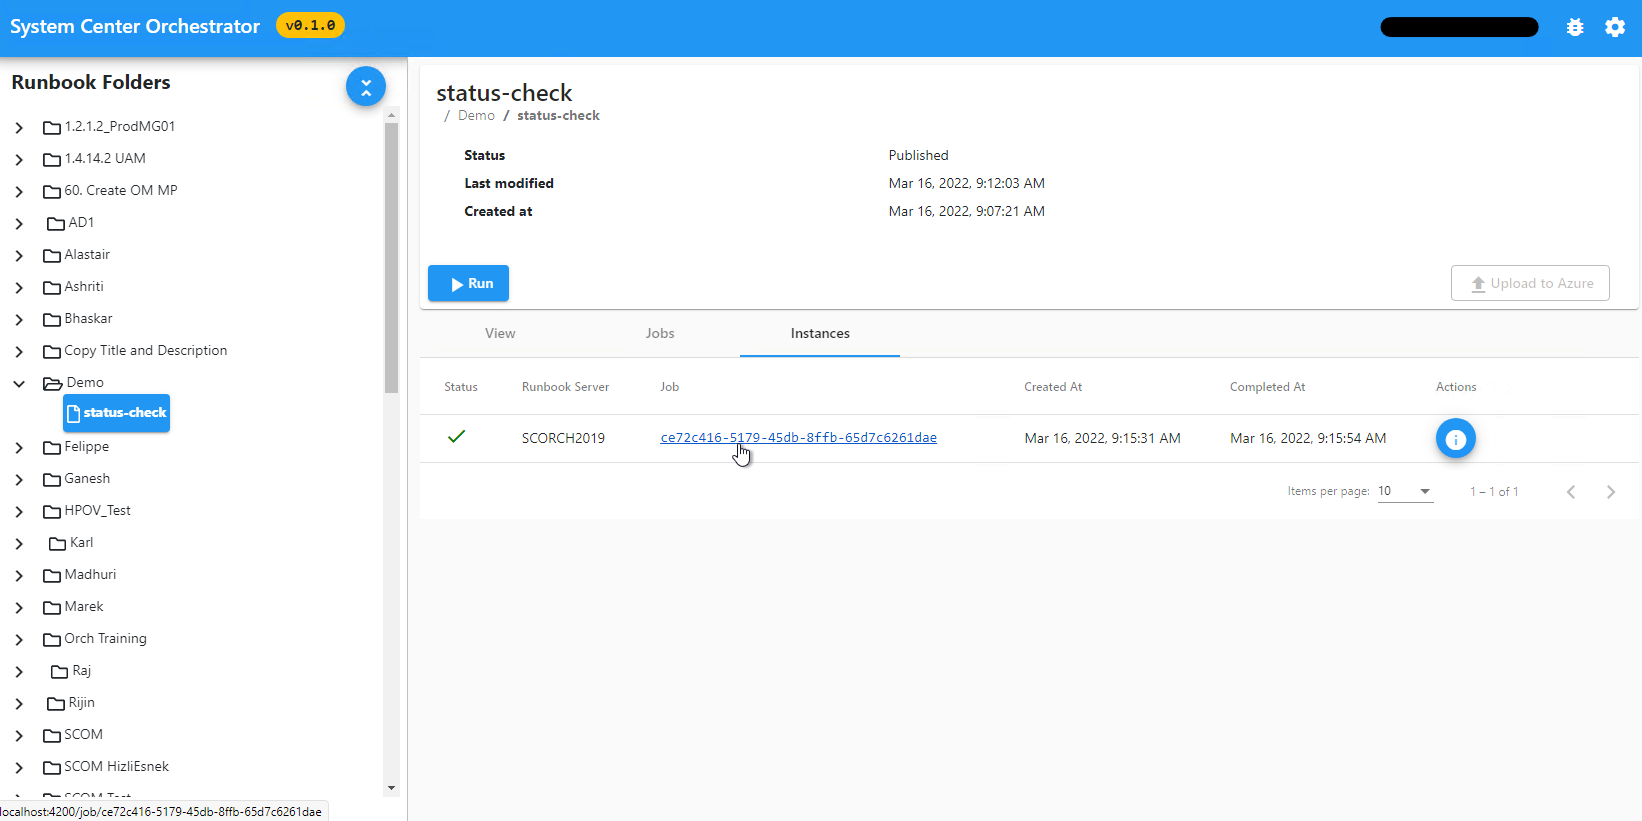 System Center Orchestrator v0.1.0
Runbook Folders
1.2.1.2_ProdMG01
1.4.14.2 UAM
60. Create OM MP
AD1
Alastair
Ashriti
Bhaskar
Copy Title and Description
Demo
status-check
Felippe
Ganesh
HPOV_Test
Karl
Madhuri
Marek
Orch Training
Raj
Rijin
SCOM
SCOM HizliEsnek
SCOM Test
localhost:4200/job/ce72c416-5179-45db-8ffb-65d7c6261dae
status-check
/ Demo / status-check
Status Published
Last modified Mar 16, 2022, 9:12:03 AM
Created at Mar 16, 2022, 9:07:21 AM
Run Upload to Azure
View Jobs Instances
Status Runbook Server Job Created At Completed At Actions
SCORCH2019 ce72c416-5179-45db-8ffb-65d7c6261dae Mar 16, 2022, 9:15:31 AM Mar 16, 2022, 9:15:54 AM
Items per page: 10 1 – 1 of 1